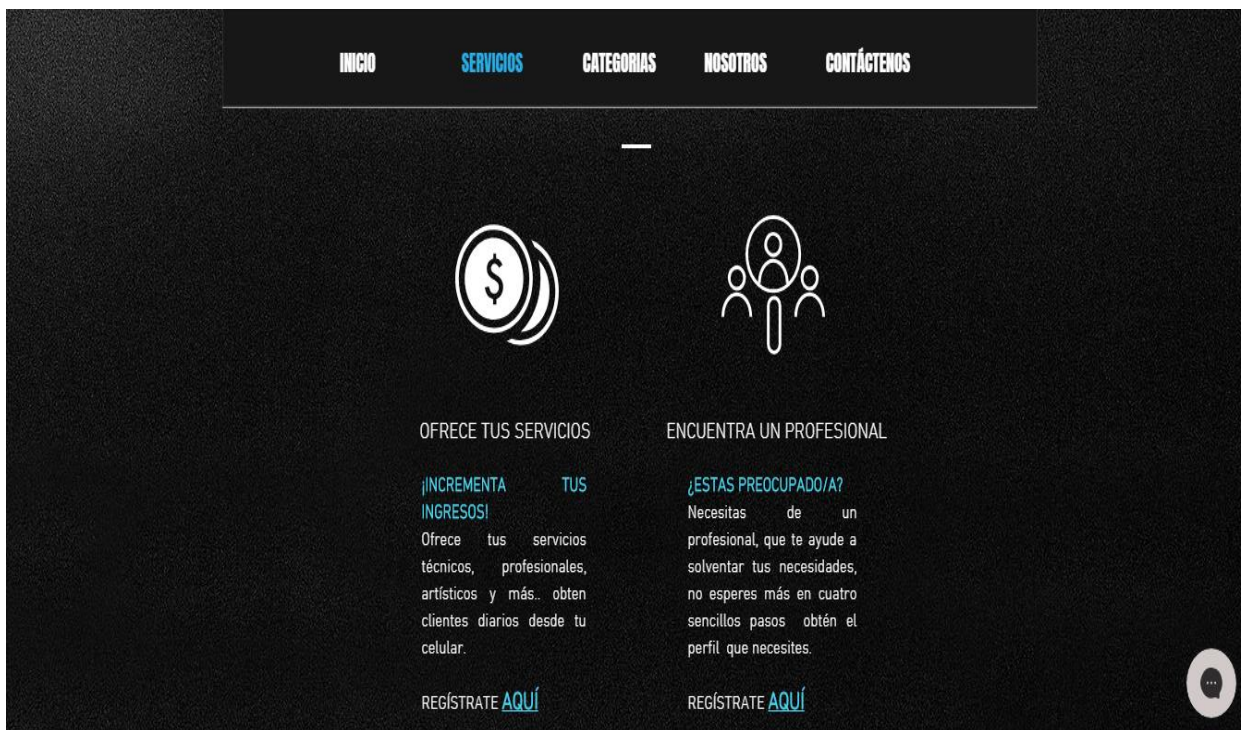 INICIO SERVICIOS CATEGORIAS NOSOTROS CONTÁCTENOS
$
OFRECE TUS SERVICIOS
¡INCREMENTA TUS
INGRESOS!
Ofrece tus servicios
técnicos, profesionales,
artísticos y más.. obten
clientes diarios desde tu
celular.
REGÍSTRATE AQUÍ
ENCUENTRA UN PROFESIONAL
¿ESTAS PREOCUPADO/A?
Necesitas de un
profesional, que te ayude a
solventar tus necesidades,
no esperes más en cuatro
sencillos pasos obtén el
perfil que necesites.
REGÍSTRATE AQUÍ